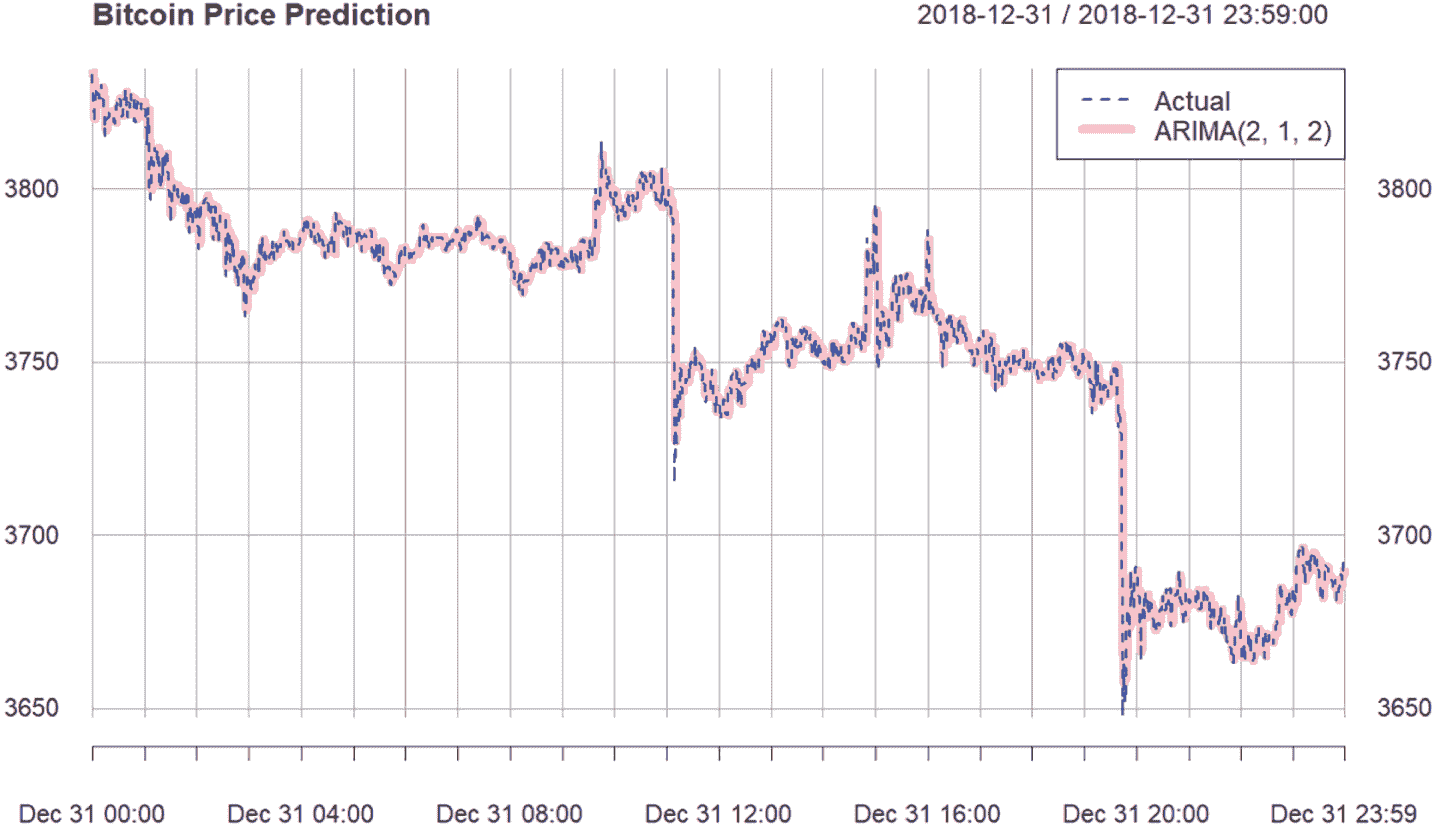 Bitcoin Price Prediction
2018-12-31 / 2018-12-31 23:59:00
Actual
ARIMA(2, 1, 2)
3800
3800
3750
3750
3700
3700
3650
3650
Dec 31 00:00
Dec 31 04:00
Dec 31 08:00
Dec 31 12:00
Dec 31 16:00
Dec 31 20:00
Dec 31 23:59